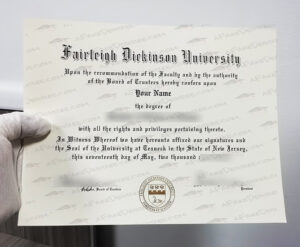 Fairleigh Dickinson University
Upon the recommendation of the Faculty and by the authority
of the Board of Trustees hereby confers upon
Your Name
the degree of
with all the rights and privileges pertaining thereto.
In Witness Whereof we have hereunto affixed our signatures and
the Seal of the University at Teaneck in the State of New Jersey,
this seventeenth day of May, two thousand :
Board of Trustees
President